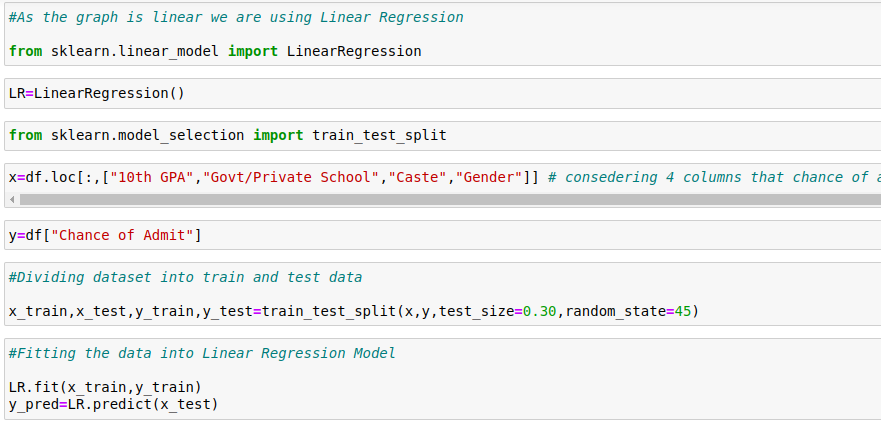 #As the graph is linear we are using Linear Regression
from sklearn.linear_model import LinearRegression
LR=LinearRegression()
from sklearn.model_selection import train_test_split
x=df.loc[:,["10th GPA","Govt/Private School","Caste","Gender"]] # consedering 4 columns that chance of
y=df["Chance of Admit"]
#Dividing dataset into train and test data
x_train,x_test,y_train,y_test=train_test_split(x,y,test_size=0.30,random_state=45)
#Fitting the data into Linear Regression Model
LR.fit(x_train,y_train)
y_pred=LR.predict(x_test)